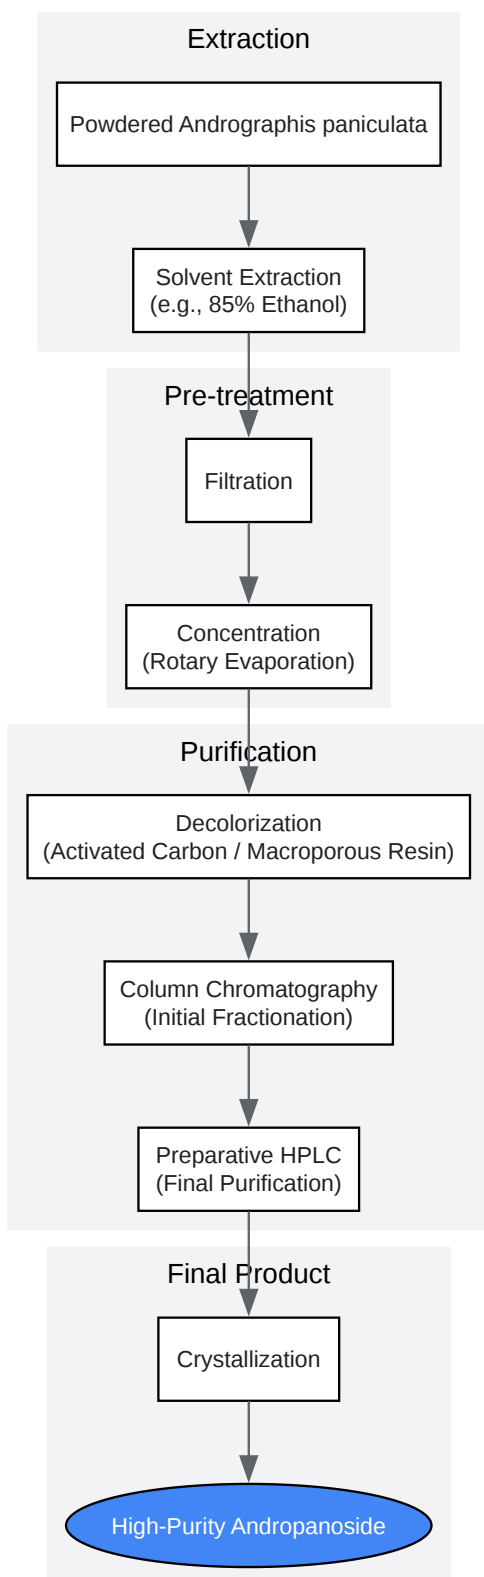 Extraction
Powdered Andrographis paniculata
Solvent Extraction
(e.g., 85% Ethanol)
Pre-treatment
Filtration
Concentration
(Rotary Evaporation)
Purification
Decolorization
(Activated Carbon / Macroporous Resin)
Column Chromatography
(Initial Fractionation)
Preparative HPLC
(Final Purification)
Final Product
Crystallization
High-Purity Andropanoside